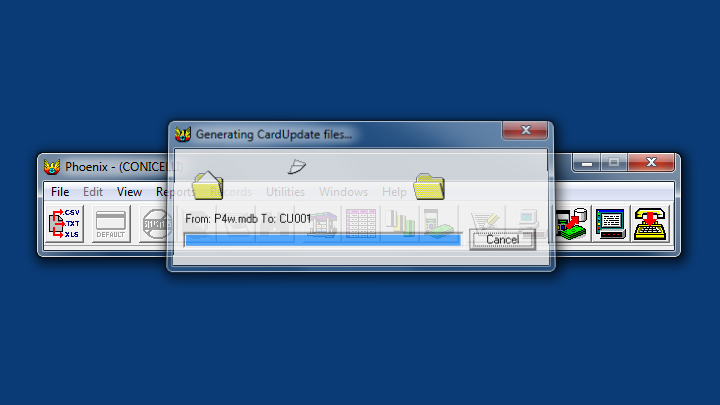 Generating CardUpdate files...
Phoenix - (CONICELLI)
File Edit View Reports Records Utilities Windows Help
From: P4w.mdb To: CU001
Cancel
.CSV
.TXT
XLS
DEFAULT